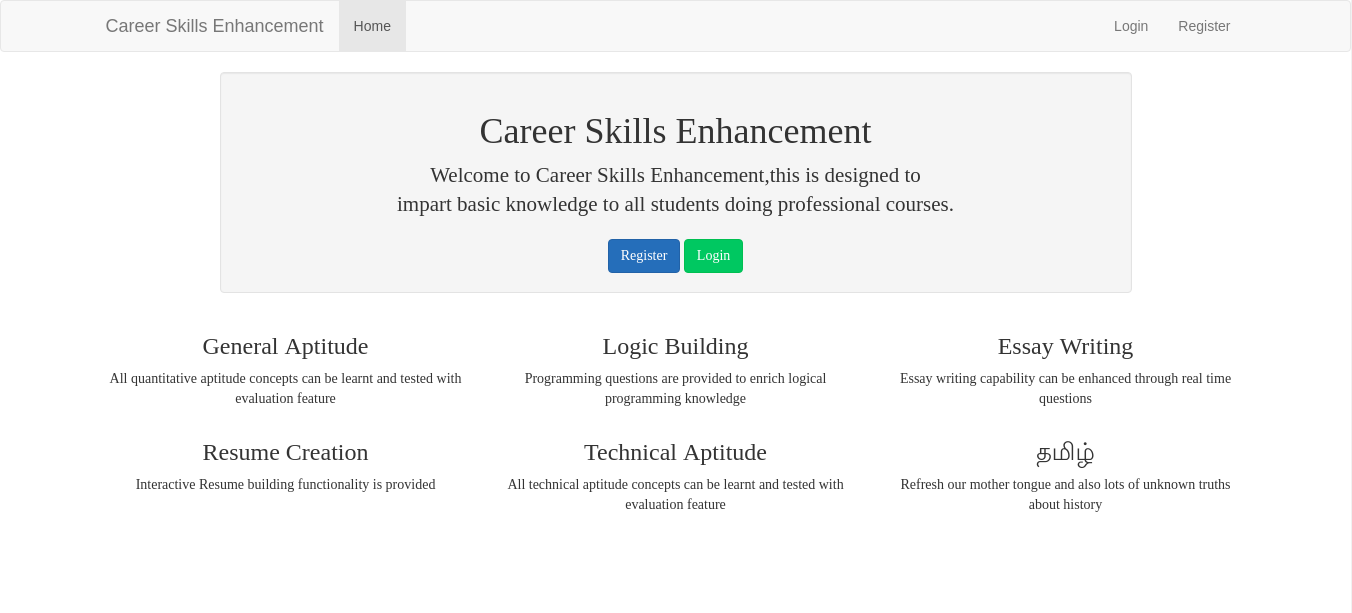 Career Skills Enhancement Home Login Register
Career Skills Enhancement
Welcome to Career Skills Enhancement,this is designed to
impart basic knowledge to all students doing professional courses.
Register Login
General Aptitude
All quantitative aptitude concepts can be learnt and tested with
evaluation feature
Logic Building
Programming questions are provided to enrich logical
programming knowledge
Essay Writing
Essay writing capability can be enhanced through real time
questions
Resume Creation
Interactive Resume building functionality is provided
Technical Aptitude
All technical aptitude concepts can be learnt and tested with
evaluation feature
தமிழ்
Refresh our mother tongue and also lots of unknown truths
about history